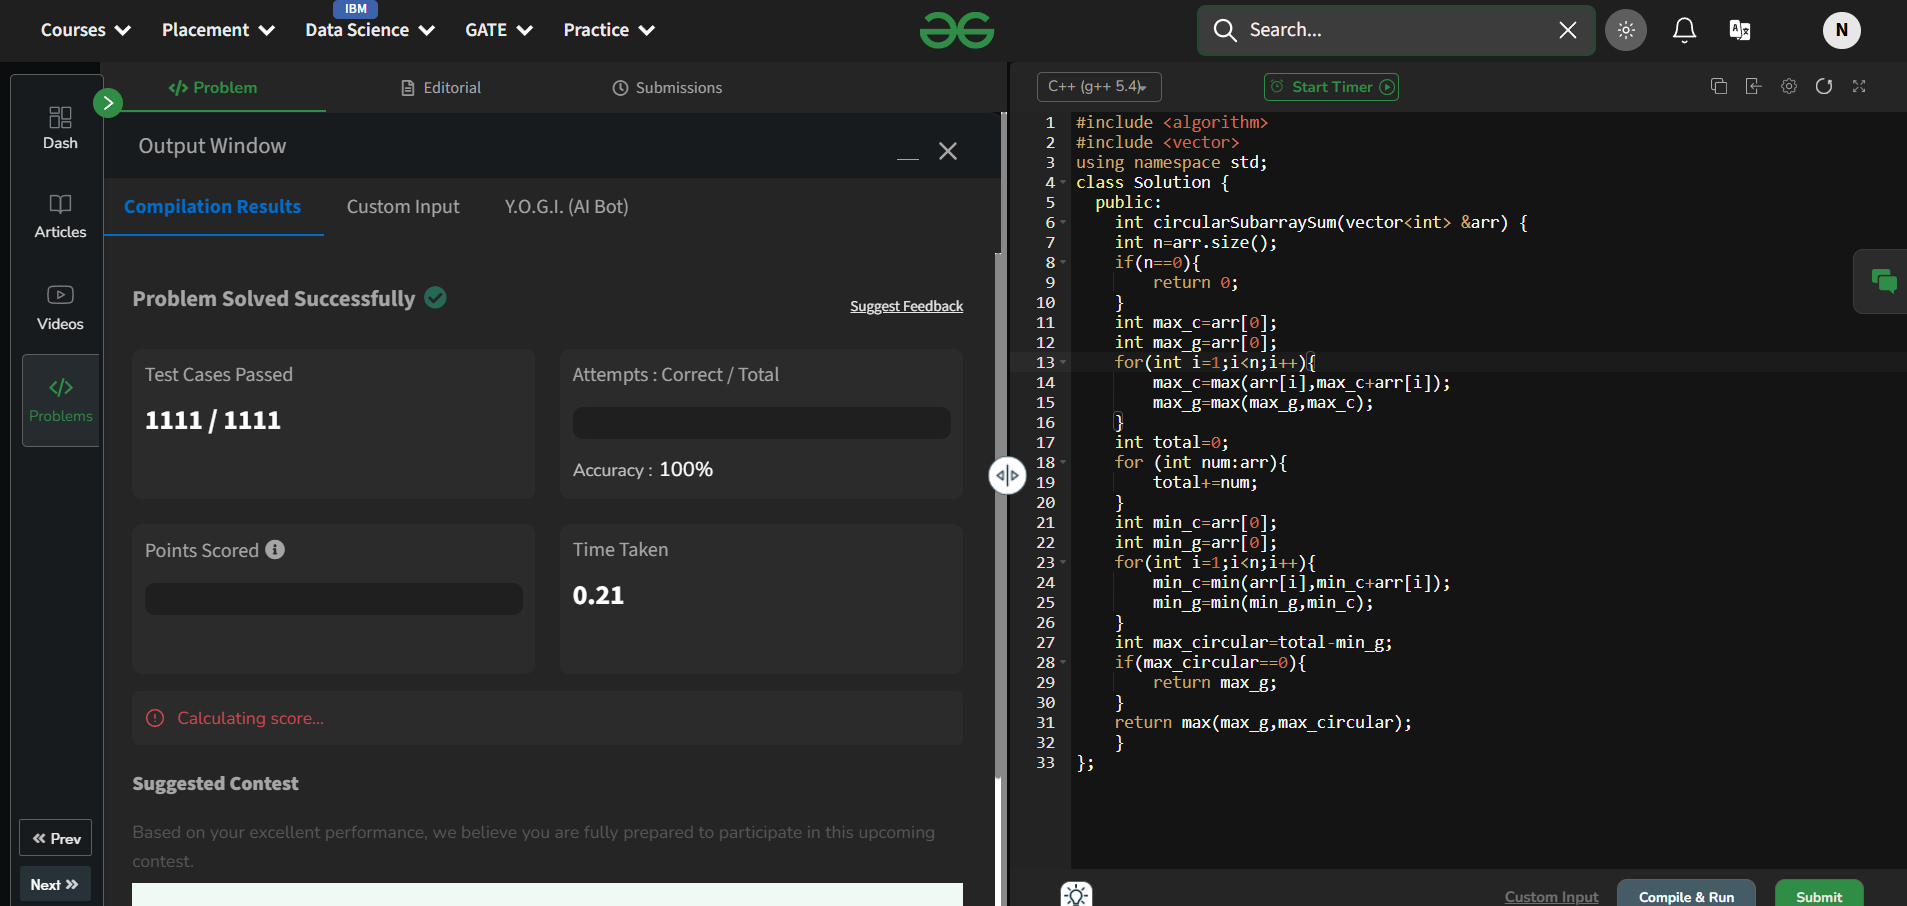 IBM
Courses Placement Data Science GATE Practice Search... N
Problem Editorial Submissions
Dash
Articles
Videos
Problems
Prev
Next
Output Window
Compilation Results Custom Input Y.O.G.I. (AI Bot)
Problem Solved Successfully
Suggest Feedback
Test Cases Passed
1111 / 1111
Attempts : Correct / Total
Accuracy : 100%
Points Scored
Time Taken
0.21
Calculating score...
Suggested Contest
Based on your excellent performance, we believe you are fully prepared to participate in this upcoming
contest.
C++ (g++ 5.4) Start Timer
1 #include <algorithm>
2 #include <vector>
3 using namespace std;
4 class Solution {
5   public:
6     int circularSubarraySum(vector<int> &arr) {
7     int n=arr.size();
8     if(n==0){
9         return 0;
10     }
11     int max_c=arr[0];
12     int max_g=arr[0];
13     for(int i=1;i<n;i++){
14         max_c=max(arr[i],max_c+arr[i]);
15         max_g=max(max_g,max_c);
16     }
17     int total=0;
18     for (int num:arr){
19         total+=num;
20     }
21     int min_c=arr[0];
22     int min_g=arr[0];
23     for(int i=1;i<n;i++){
24         min_c=min(arr[i],min_c+arr[i]);
25         min_g=min(min_g,min_c);
26     }
27     int max_circular=total-min_g;
28     if(max_circular==0){
29         return max_g;
30     }
31     return max(max_g,max_circular);
32     }
33 };
Custom Input Compile & Run Submit